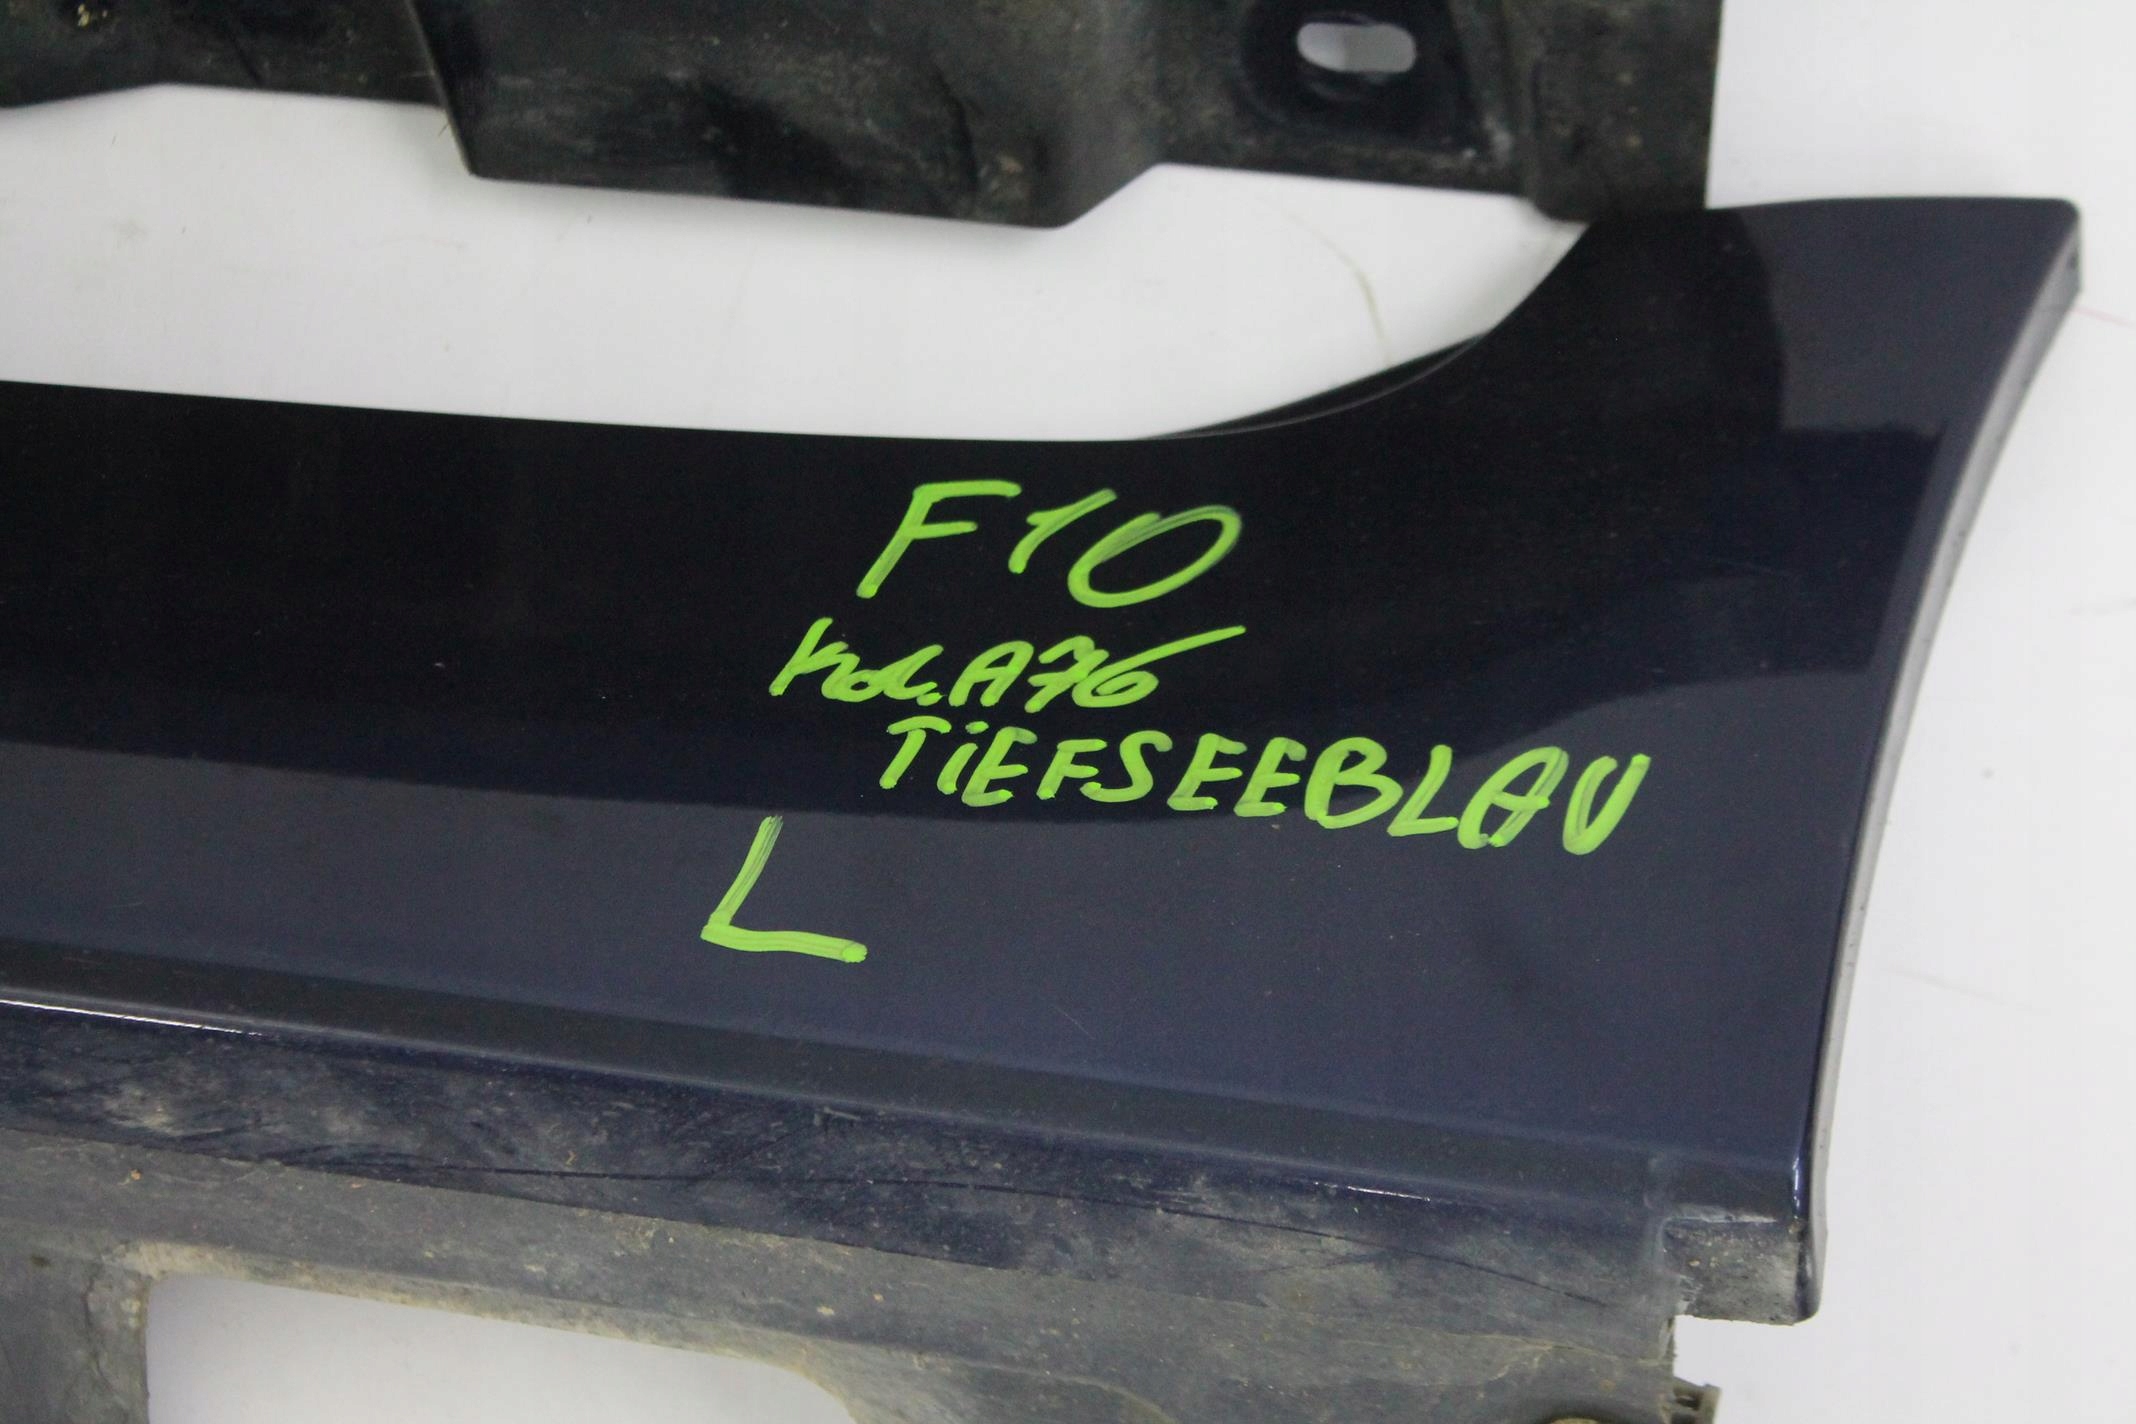 F10
kol. A76
TiEFSEEBLAU
L